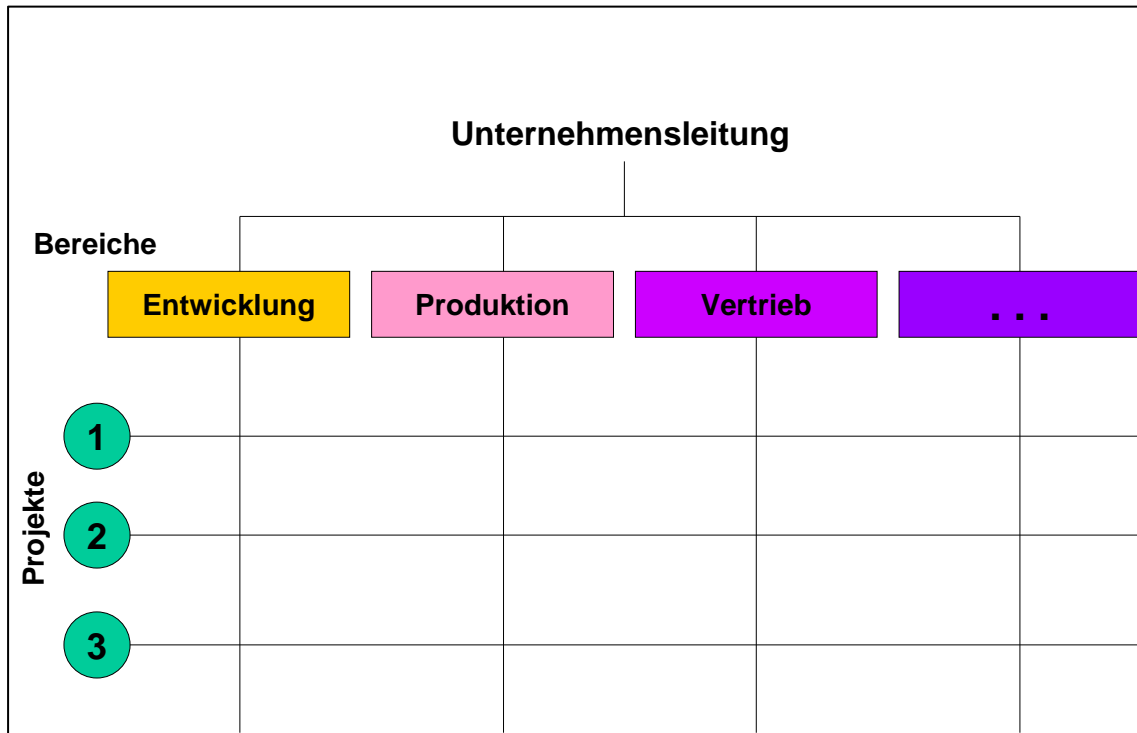 Unternehmensleitung
Bereiche
Entwicklung
Produktion
Vertrieb
. . .
Projekte
1
2
3